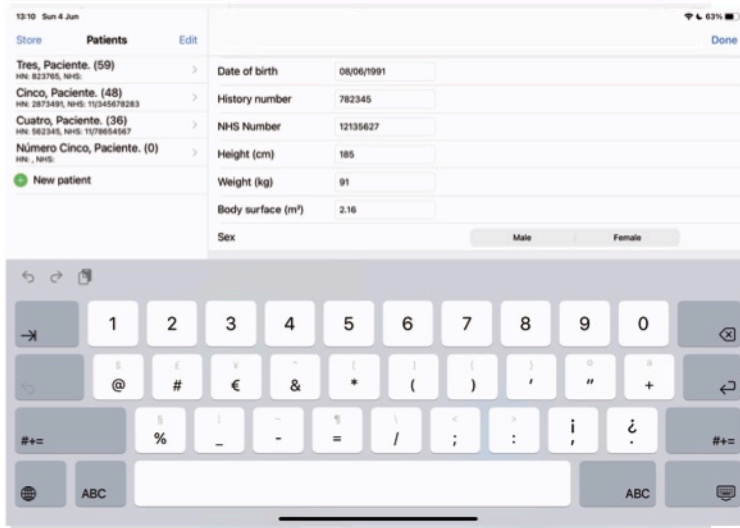 13:10 Sun 4 Jun
63%
Store Patients Edit
Done
Tres, Paciente. (59)
HN: 823765, NHS:
Cinco, Paciente. (48)
HN: 2873491, NHS: 11/345678283
Cuatro, Paciente. (36)
HN: 562345, NHS: 11/78654567
Número Cinco, Paciente. (0)
HN: , NHS:
New patient
Date of birth 08/06/1991
History number 782345
NHS Number 12135627
Height (cm) 185
Weight (kg) 91
Body surface (m²) 2.16
Sex Male Female
1 2 3 4 5 6 7 8 9 0
$ £ ¥ ^ [ ] { } º ª
@ # € & * ( ) ' " +
§ ! ~ ¶ \ < >
#+= % _ - = / ; : ¡ , ¿ . #+=
ABC ABC